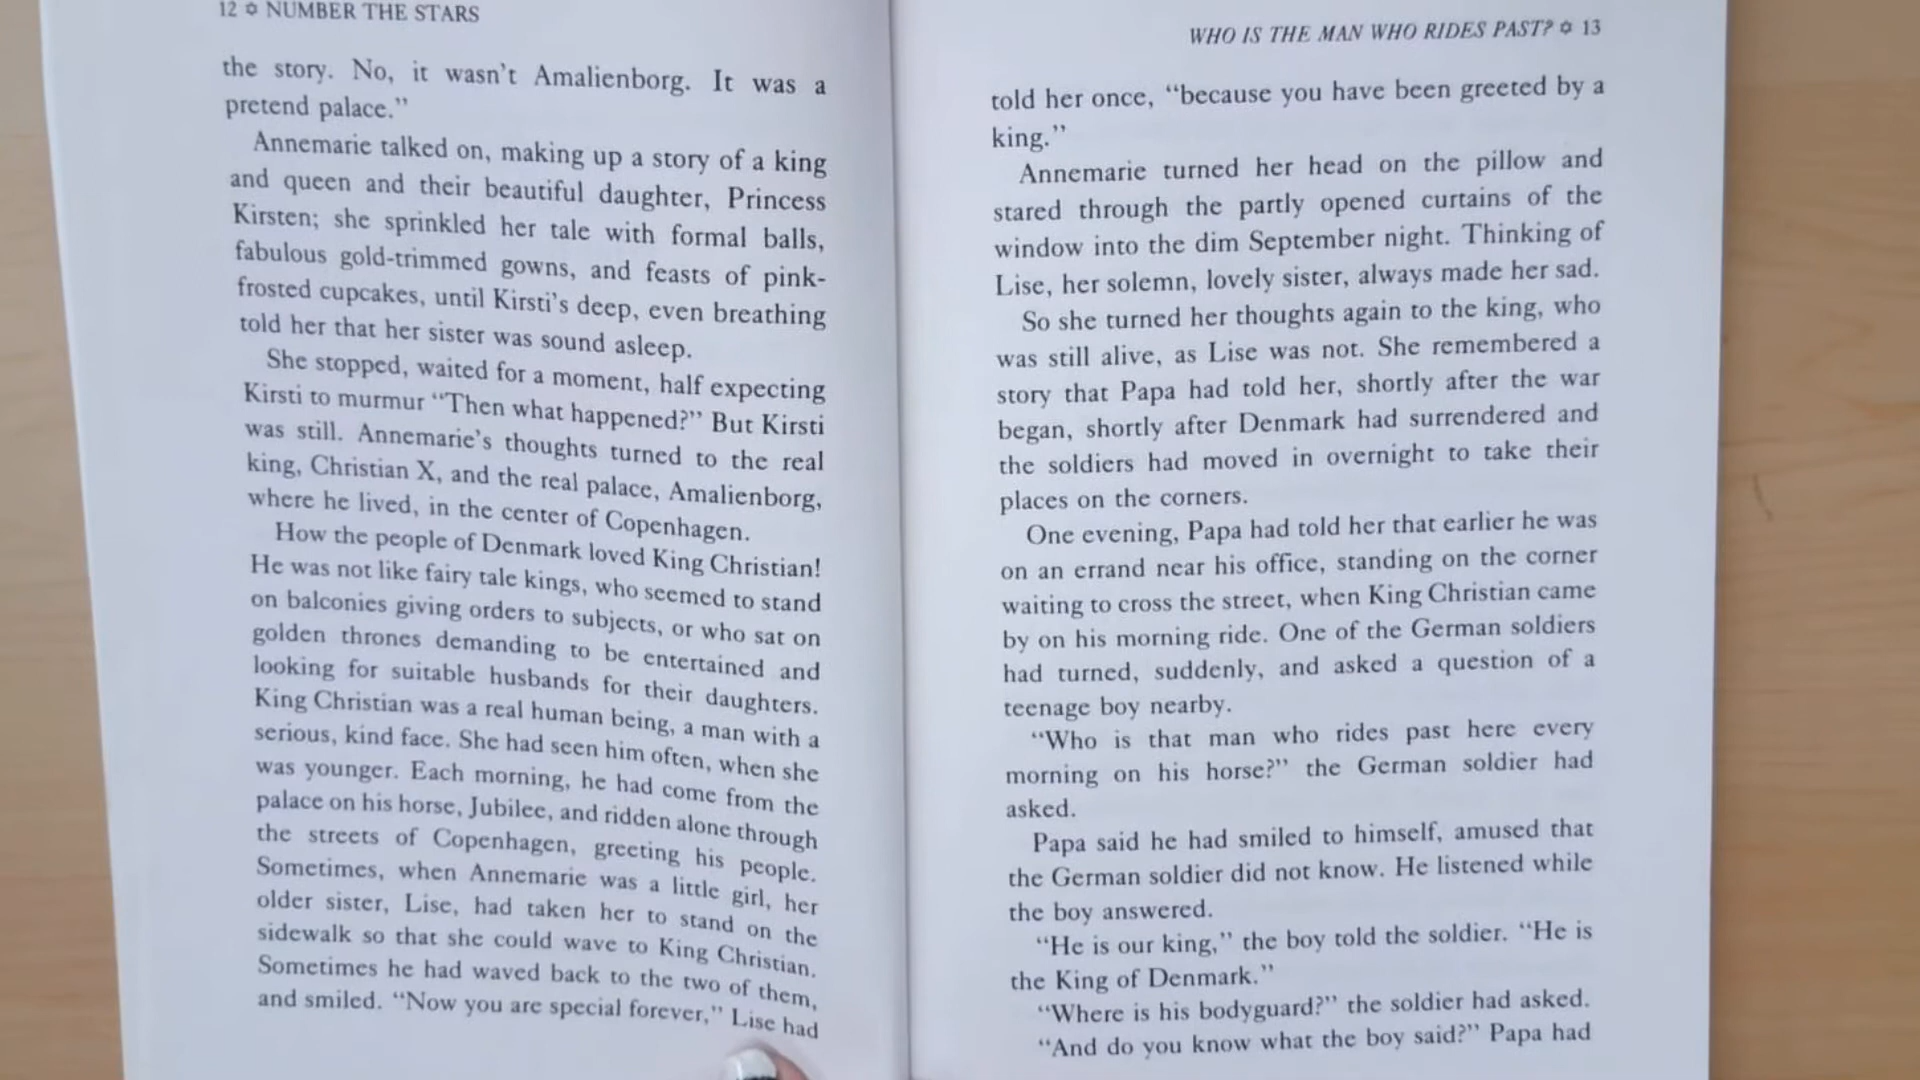 12 ✡ NUMBER THE STARS
the story. No, it wasn't Amalienborg. It was a
pretend palace."
Annemarie talked on, making up a story of a king
and queen and their beautiful daughter, Princess
Kirsten; she sprinkled her tale with formal balls,
fabulous gold-trimmed gowns, and feasts of pink-
frosted cupcakes, until Kirsti's deep, even breathing
told her that her sister was sound asleep.
She stopped, waited for a moment, half expecting
Kirsti to murmur "Then what happened?" But Kirsti
was still. Annemarie's thoughts turned to the real
king, Christian X, and the real palace, Amalienborg,
where he lived, in the center of Copenhagen.
How the people of Denmark loved King Christian!
He was not like fairy tale kings, who seemed to stand
on balconies giving orders to subjects, or who sat on
golden thrones demanding to be entertained and
looking for suitable husbands for their daughters.
King Christian was a real human being, a man with a
serious, kind face. She had seen him often, when she
was younger. Each morning, he had come from the
palace on his horse, Jubilee, and ridden alone through
the streets of Copenhagen, greeting his people.
Sometimes, when Annemarie was a little girl, her
older sister, Lise, had taken her to stand on the
sidewalk so that she could wave to King Christian.
Sometimes he had waved back to the two of them,
and smiled. "Now you are special forever," Lise had
WHO IS THE MAN WHO RIDES PAST? ✡ 13
told her once, "because you have been greeted by a
king."
Annemarie turned her head on the pillow and
stared through the partly opened curtains of the
window into the dim September night. Thinking of
Lise, her solemn, lovely sister, always made her sad.
So she turned her thoughts again to the king, who
was still alive, as Lise was not. She remembered a
story that Papa had told her, shortly after the war
began, shortly after Denmark had surrendered and
the soldiers had moved in overnight to take their
places on the corners.
One evening, Papa had told her that earlier he was
on an errand near his office, standing on the corner
waiting to cross the street, when King Christian came
by on his morning ride. One of the German soldiers
had turned, suddenly, and asked a question of a
teenage boy nearby.
"Who is that man who rides past here every
morning on his horse?" the German soldier had
asked.
Papa said he had smiled to himself, amused that
the German soldier did not know. He listened while
the boy answered.
"He is our king," the boy told the soldier. "He is
the King of Denmark."
"Where is his bodyguard?" the soldier had asked.
"And do you know what the boy said?" Papa had